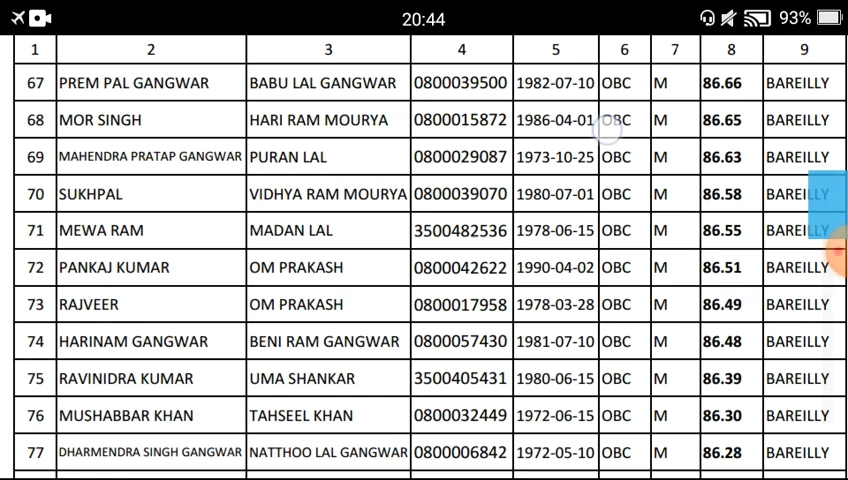 20:44 93%
1 2 3 4 5 6 7 8 9
67 PREM PAL GANGWAR BABU LAL GANGWAR 0800039500 1982-07-10 OBC M 86.66 BAREILLY
68 MOR SINGH HARI RAM MOURYA 0800015872 1986-04-01 OBC M 86.65 BAREILLY
69 MAHENDRA PRATAP GANGWAR PURAN LAL 0800029087 1973-10-25 OBC M 86.63 BAREILLY
70 SUKHPAL VIDHYA RAM MOURYA 0800039070 1980-07-01 OBC M 86.58 BAREILLY
71 MEWA RAM MADAN LAL 3500482536 1978-06-15 OBC M 86.55 BAREILLY
72 PANKAJ KUMAR OM PRAKASH 0800042622 1990-04-02 OBC M 86.51 BAREILLY
73 RAJVEER OM PRAKASH 0800017958 1978-03-28 OBC M 86.49 BAREILLY
74 HARINAM GANGWAR BENI RAM GANGWAR 0800057430 1981-07-10 OBC M 86.48 BAREILLY
75 RAVINIDRA KUMAR UMA SHANKAR 3500405431 1980-06-15 OBC M 86.39 BAREILLY
76 MUSHABBAR KHAN TAHSEEL KHAN 0800032449 1972-06-15 OBC M 86.30 BAREILLY
77 DHARMENDRA SINGH GANGWAR NATTHOO LAL GANGWAR 0800006842 1972-05-10 OBC M 86.28 BAREILLY